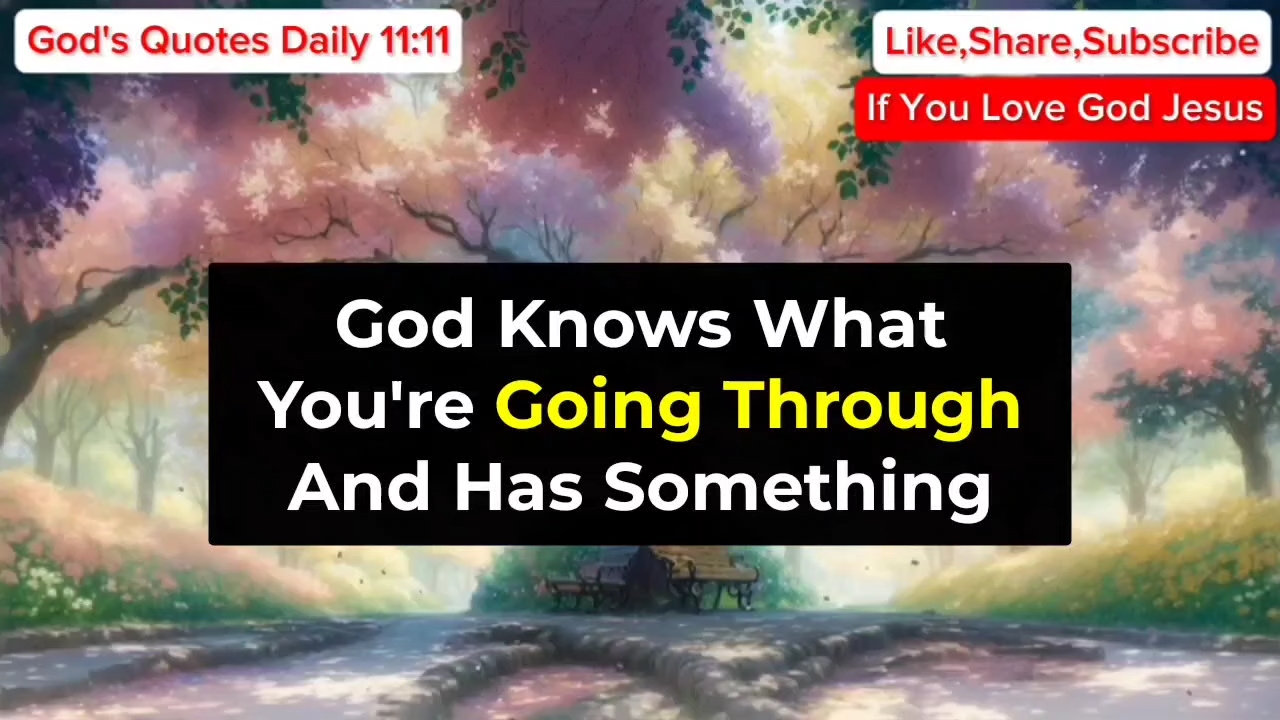 God's Quotes Daily 11:11
Like,Share,Subscribe
If You Love God Jesus
God Knows What
You're Going Through
And Has Something